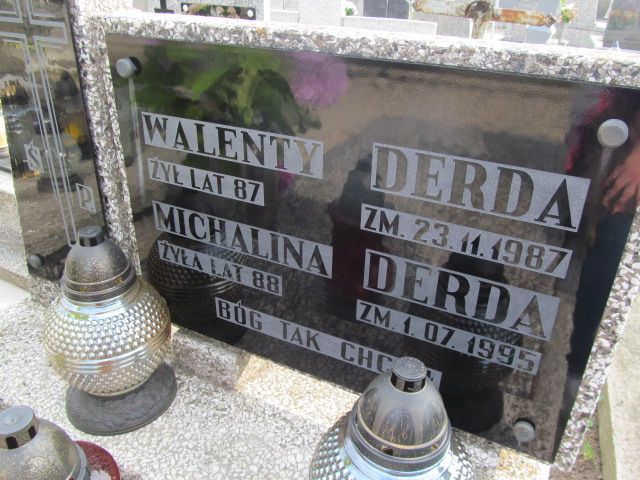 Ś P
WALENTY DERDA
ŻYŁ LAT 87 ZM. 23.11.1987
MICHALINA DERDA
ŻYŁA LAT 88 ZM. 1.07.1995
BÓG TAK